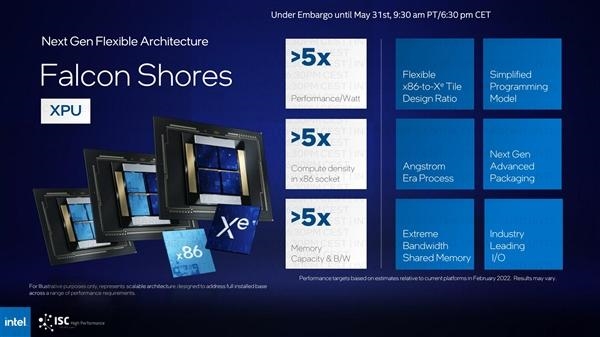 Under Embargo until May 31st, 9:30 am PT/6:30 pm CET
Next Gen Flexible Architecture
Falcon Shores
XPU
x86
Xe
>5x
Performance/Watt
>5x
Compute density
in x86 socket
>5x
Memory
Capacity & B/W
Flexible
x86-to-Xe Tile
Design Ratio
Simplified
Programming
Model
Angstrom
Era Process
Next Gen
Advanced
Packaging
Extreme
Bandwidth
Shared Memory
Industry
Leading
I/O
For Illustrative purposes only, represents scalable architecture designed to address full installed base
across a range of performance requirements.
Performance targets based on estimates relative to current platforms in February 2022. Results may vary.
intel
ISC High Performance